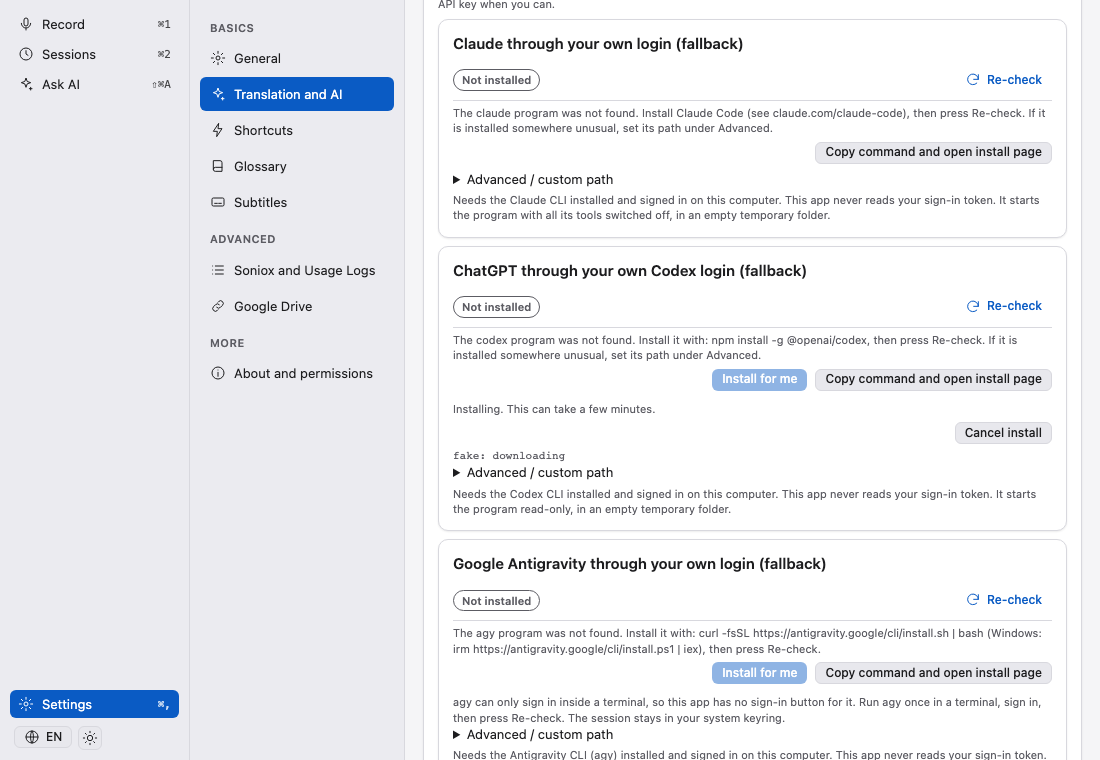 Record ⌘1
Sessions ⌘2
Ask AI ⇧⌘A
Settings ⌘,
EN
BASICS
General
Translation and AI
Shortcuts
Glossary
Subtitles
ADVANCED
Soniox and Usage Logs
Google Drive
MORE
About and permissions
API key when you can.
Claude through your own login (fallback)
Not installed
Re-check
The claude program was not found. Install Claude Code (see claude.com/claude-code), then press Re-check. If it
is installed somewhere unusual, set its path under Advanced.
Copy command and open install page
Advanced / custom path
Needs the Claude CLI installed and signed in on this computer. This app never reads your sign-in token. It starts
the program with all its tools switched off, in an empty temporary folder.
ChatGPT through your own Codex login (fallback)
Not installed
Re-check
The codex program was not found. Install it with: npm install -g @openai/codex, then press Re-check. If it is
installed somewhere unusual, set its path under Advanced.
Install for me
Copy command and open install page
Installing. This can take a few minutes.
Cancel install
fake: downloading
Advanced / custom path
Needs the Codex CLI installed and signed in on this computer. This app never reads your sign-in token. It starts
the program read-only, in an empty temporary folder.
Google Antigravity through your own login (fallback)
Not installed
Re-check
The agy program was not found. Install it with: curl -fsSL https://antigravity.google/cli/install.sh | bash (Windows:
irm https://antigravity.google/cli/install.ps1 | iex), then press Re-check.
Install for me
Copy command and open install page
agy can only sign in inside a terminal, so this app has no sign-in button for it. Run agy once in a terminal, sign in,
then press Re-check. The session stays in your system keyring.
Advanced / custom path
Needs the Antigravity CLI (agy) installed and signed in on this computer. This app never reads your sign-in token.